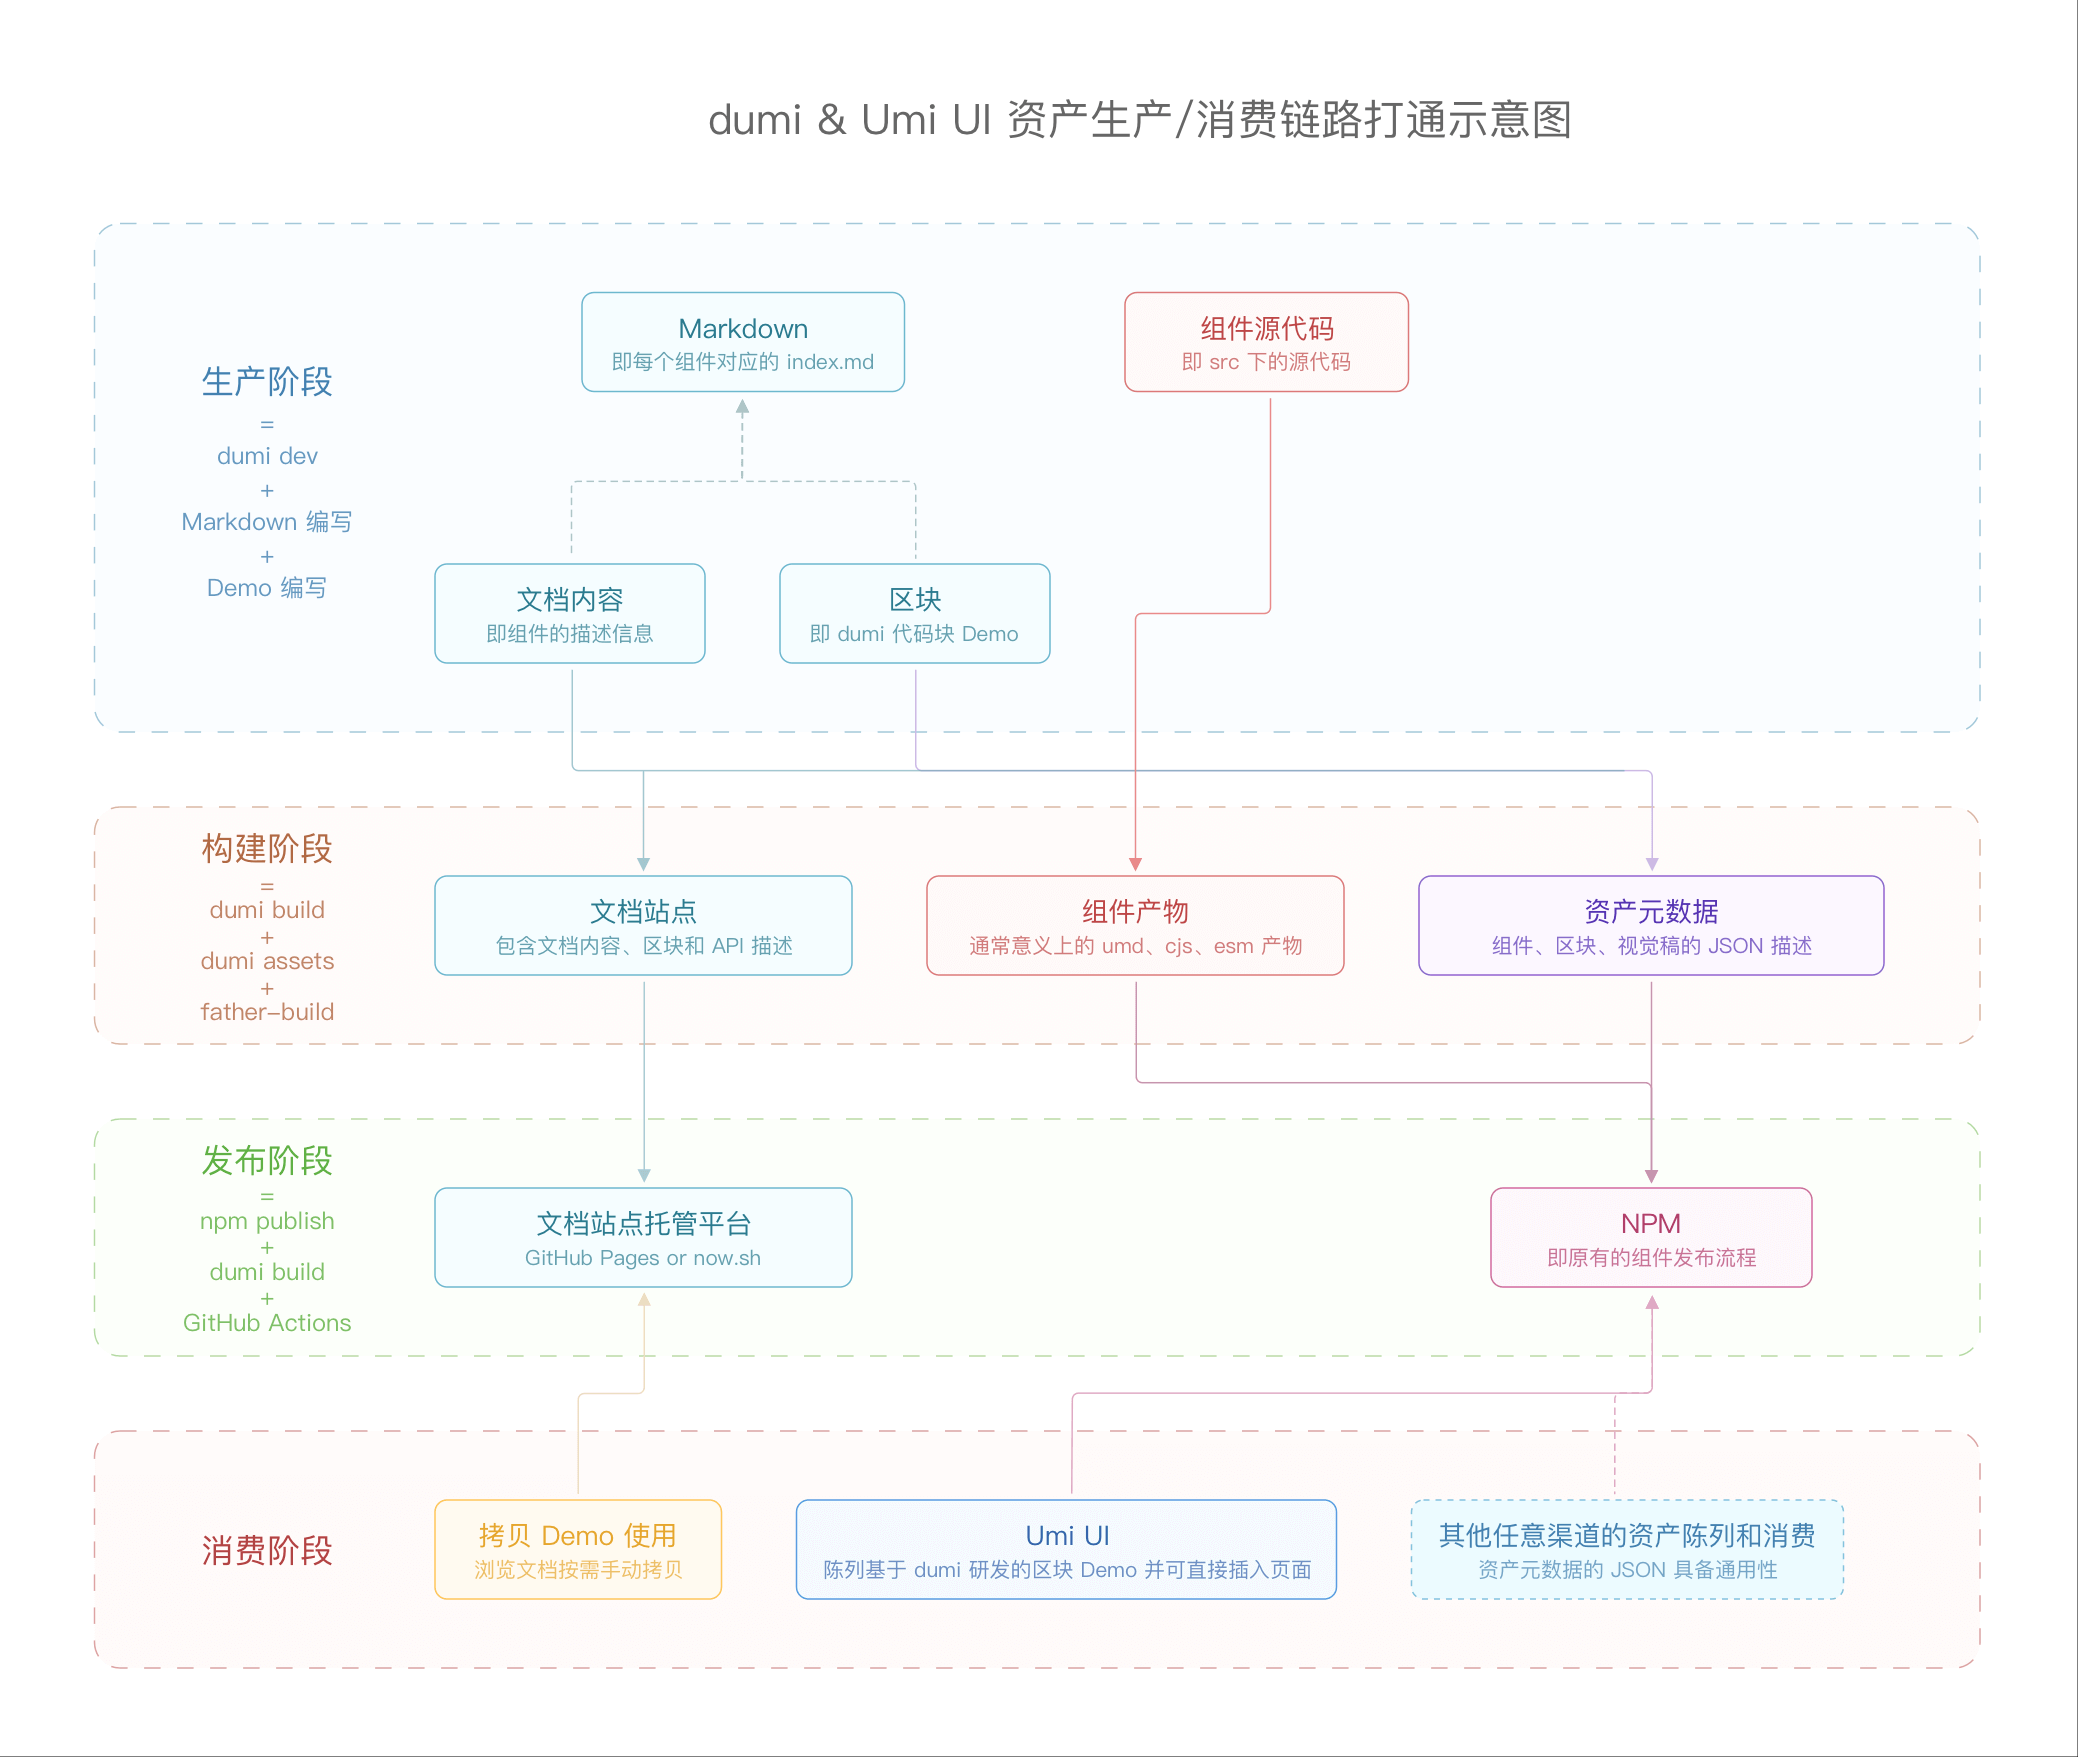 dumi & Umi UI 资产生产/消费链路打通示意图
生产阶段
=
dumi dev
+
Markdown 编写
+
Demo 编写
Markdown
即每个组件对应的 index.md
组件源代码
即 src 下的源代码
文档内容
即组件的描述信息
区块
即 dumi 代码块 Demo
构建阶段
=
dumi build
+
dumi assets
+
father-build
文档站点
包含文档内容、区块和 API 描述
组件产物
通常意义上的 umd、cjs、esm 产物
资产元数据
组件、区块、视觉稿的 JSON 描述
发布阶段
=
npm publish
+
dumi build
+
GitHub Actions
文档站点托管平台
GitHub Pages or now.sh
NPM
即原有的组件发布流程
消费阶段
拷贝 Demo 使用
浏览文档按需手动拷贝
Umi UI
陈列基于 dumi 研发的区块 Demo 并可直接插入页面
其他任意渠道的资产陈列和消费
资产元数据的 JSON 具备通用性